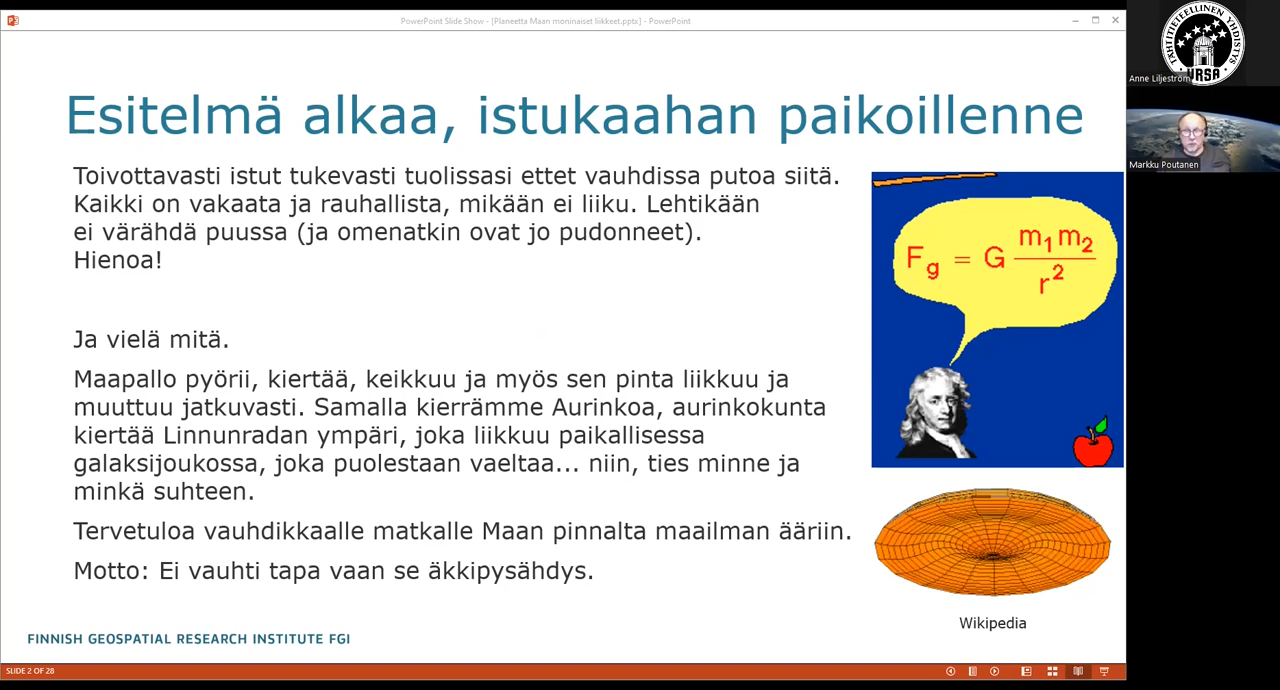 PowerPoint Slide Show - [Planeetta Maan moninaiset liikkeet.pptx] - PowerPoint
Esitelmä alkaa, istukaahan paikoillenne
Toivottavasti istut tukevasti tuolissasi ettet vauhdissa putoa siitä.
Kaikki on vakaata ja rauhallista, mikään ei liiku. Lehtikään
ei värähdä puussa (ja omenatkin ovat jo pudonneet).
Hienoa!
Ja vielä mitä.
Maapallo pyörii, kiertää, keikkuu ja myös sen pinta liikkuu ja
muuttuu jatkuvasti. Samalla kierrämme Aurinkoa, aurinkokunta
kiertää Linnunradan ympäri, joka liikkuu paikallisessa
galaksijoukossa, joka puolestaan vaeltaa... niin, ties minne ja
minkä suhteen.
Tervetuloa vauhdikkaalle matkalle Maan pinnalta maailman ääriin.
Motto: Ei vauhti tapa vaan se äkkipysähdys.
F_g = G m_1 m_2 / r^2
Wikipedia
FINNISH GEOSPATIAL RESEARCH INSTITUTE FGI
SLIDE 2 OF 28
TÄHTITIETEELLINEN YHDISTYS
URSA
Anne Liljeström
Markku Poutanen